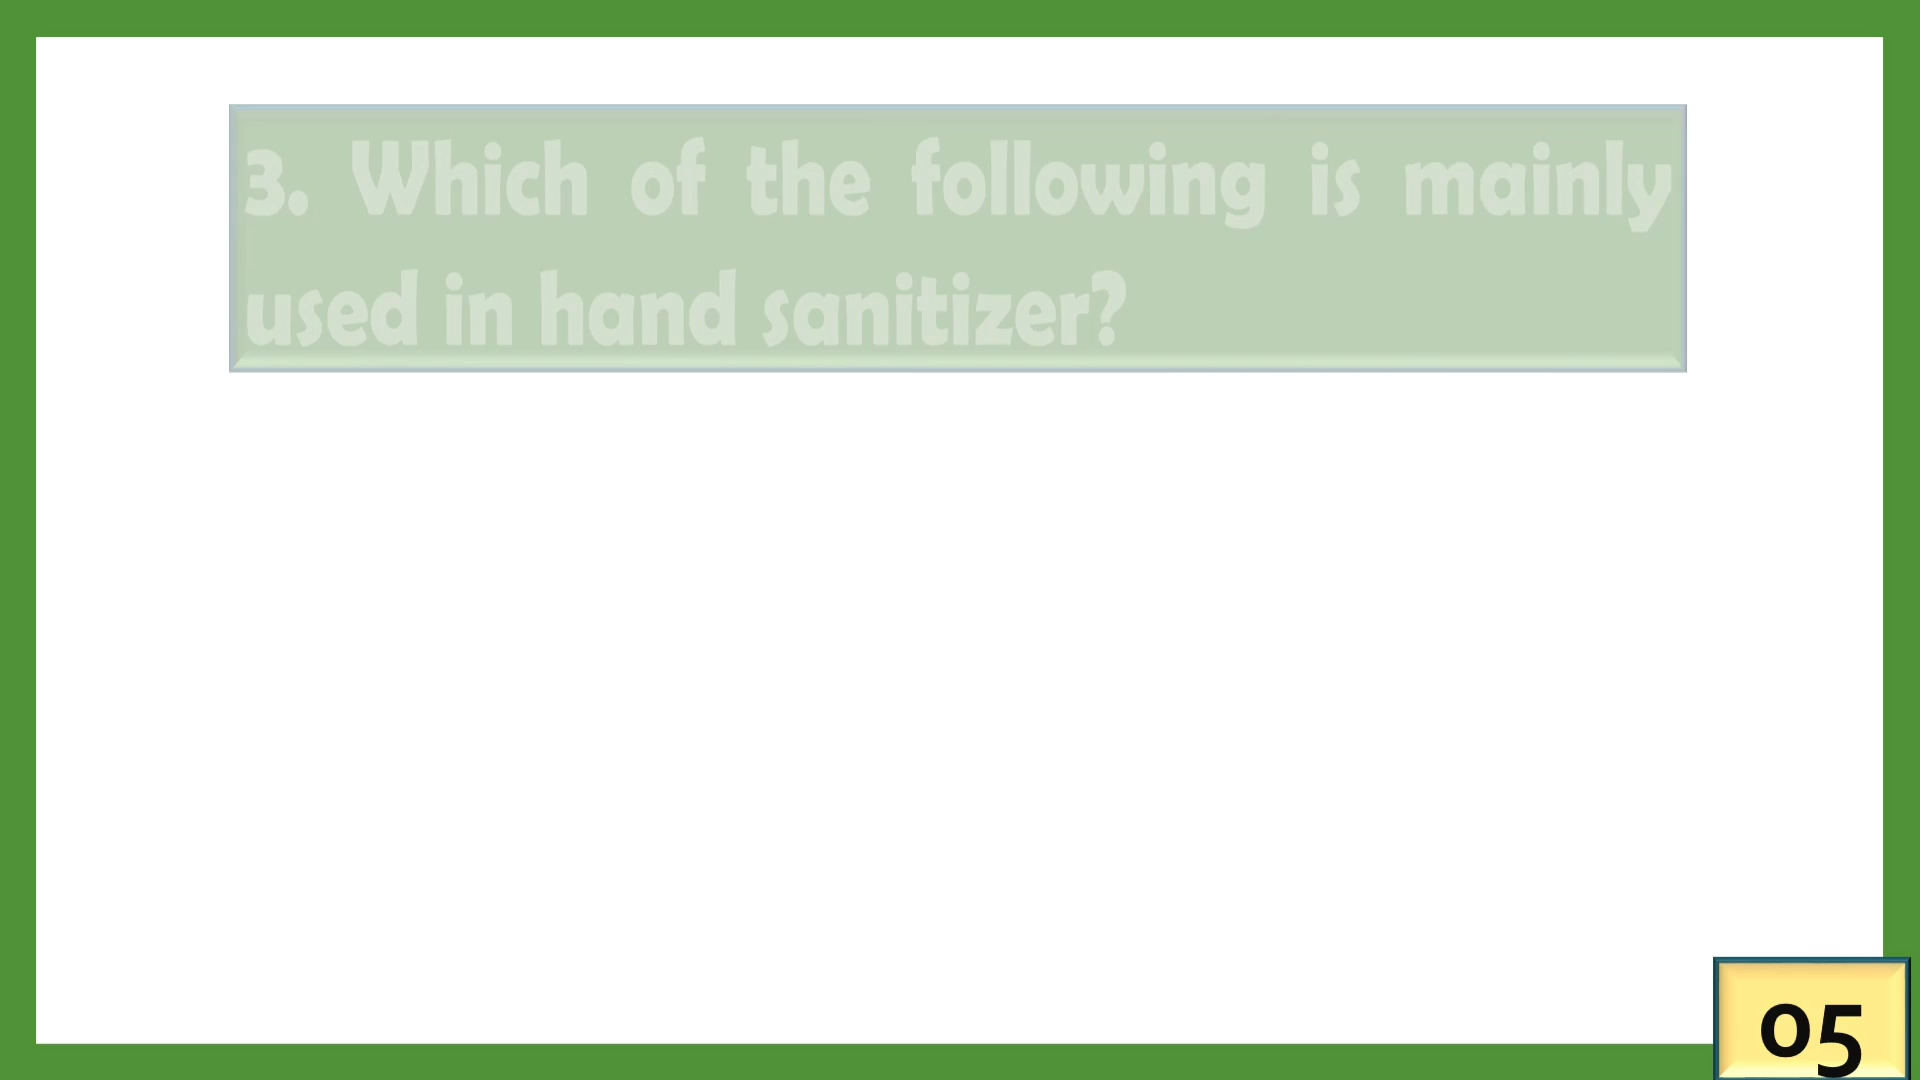 3. Which of the following is mainly
used in hand sanitizer?
05